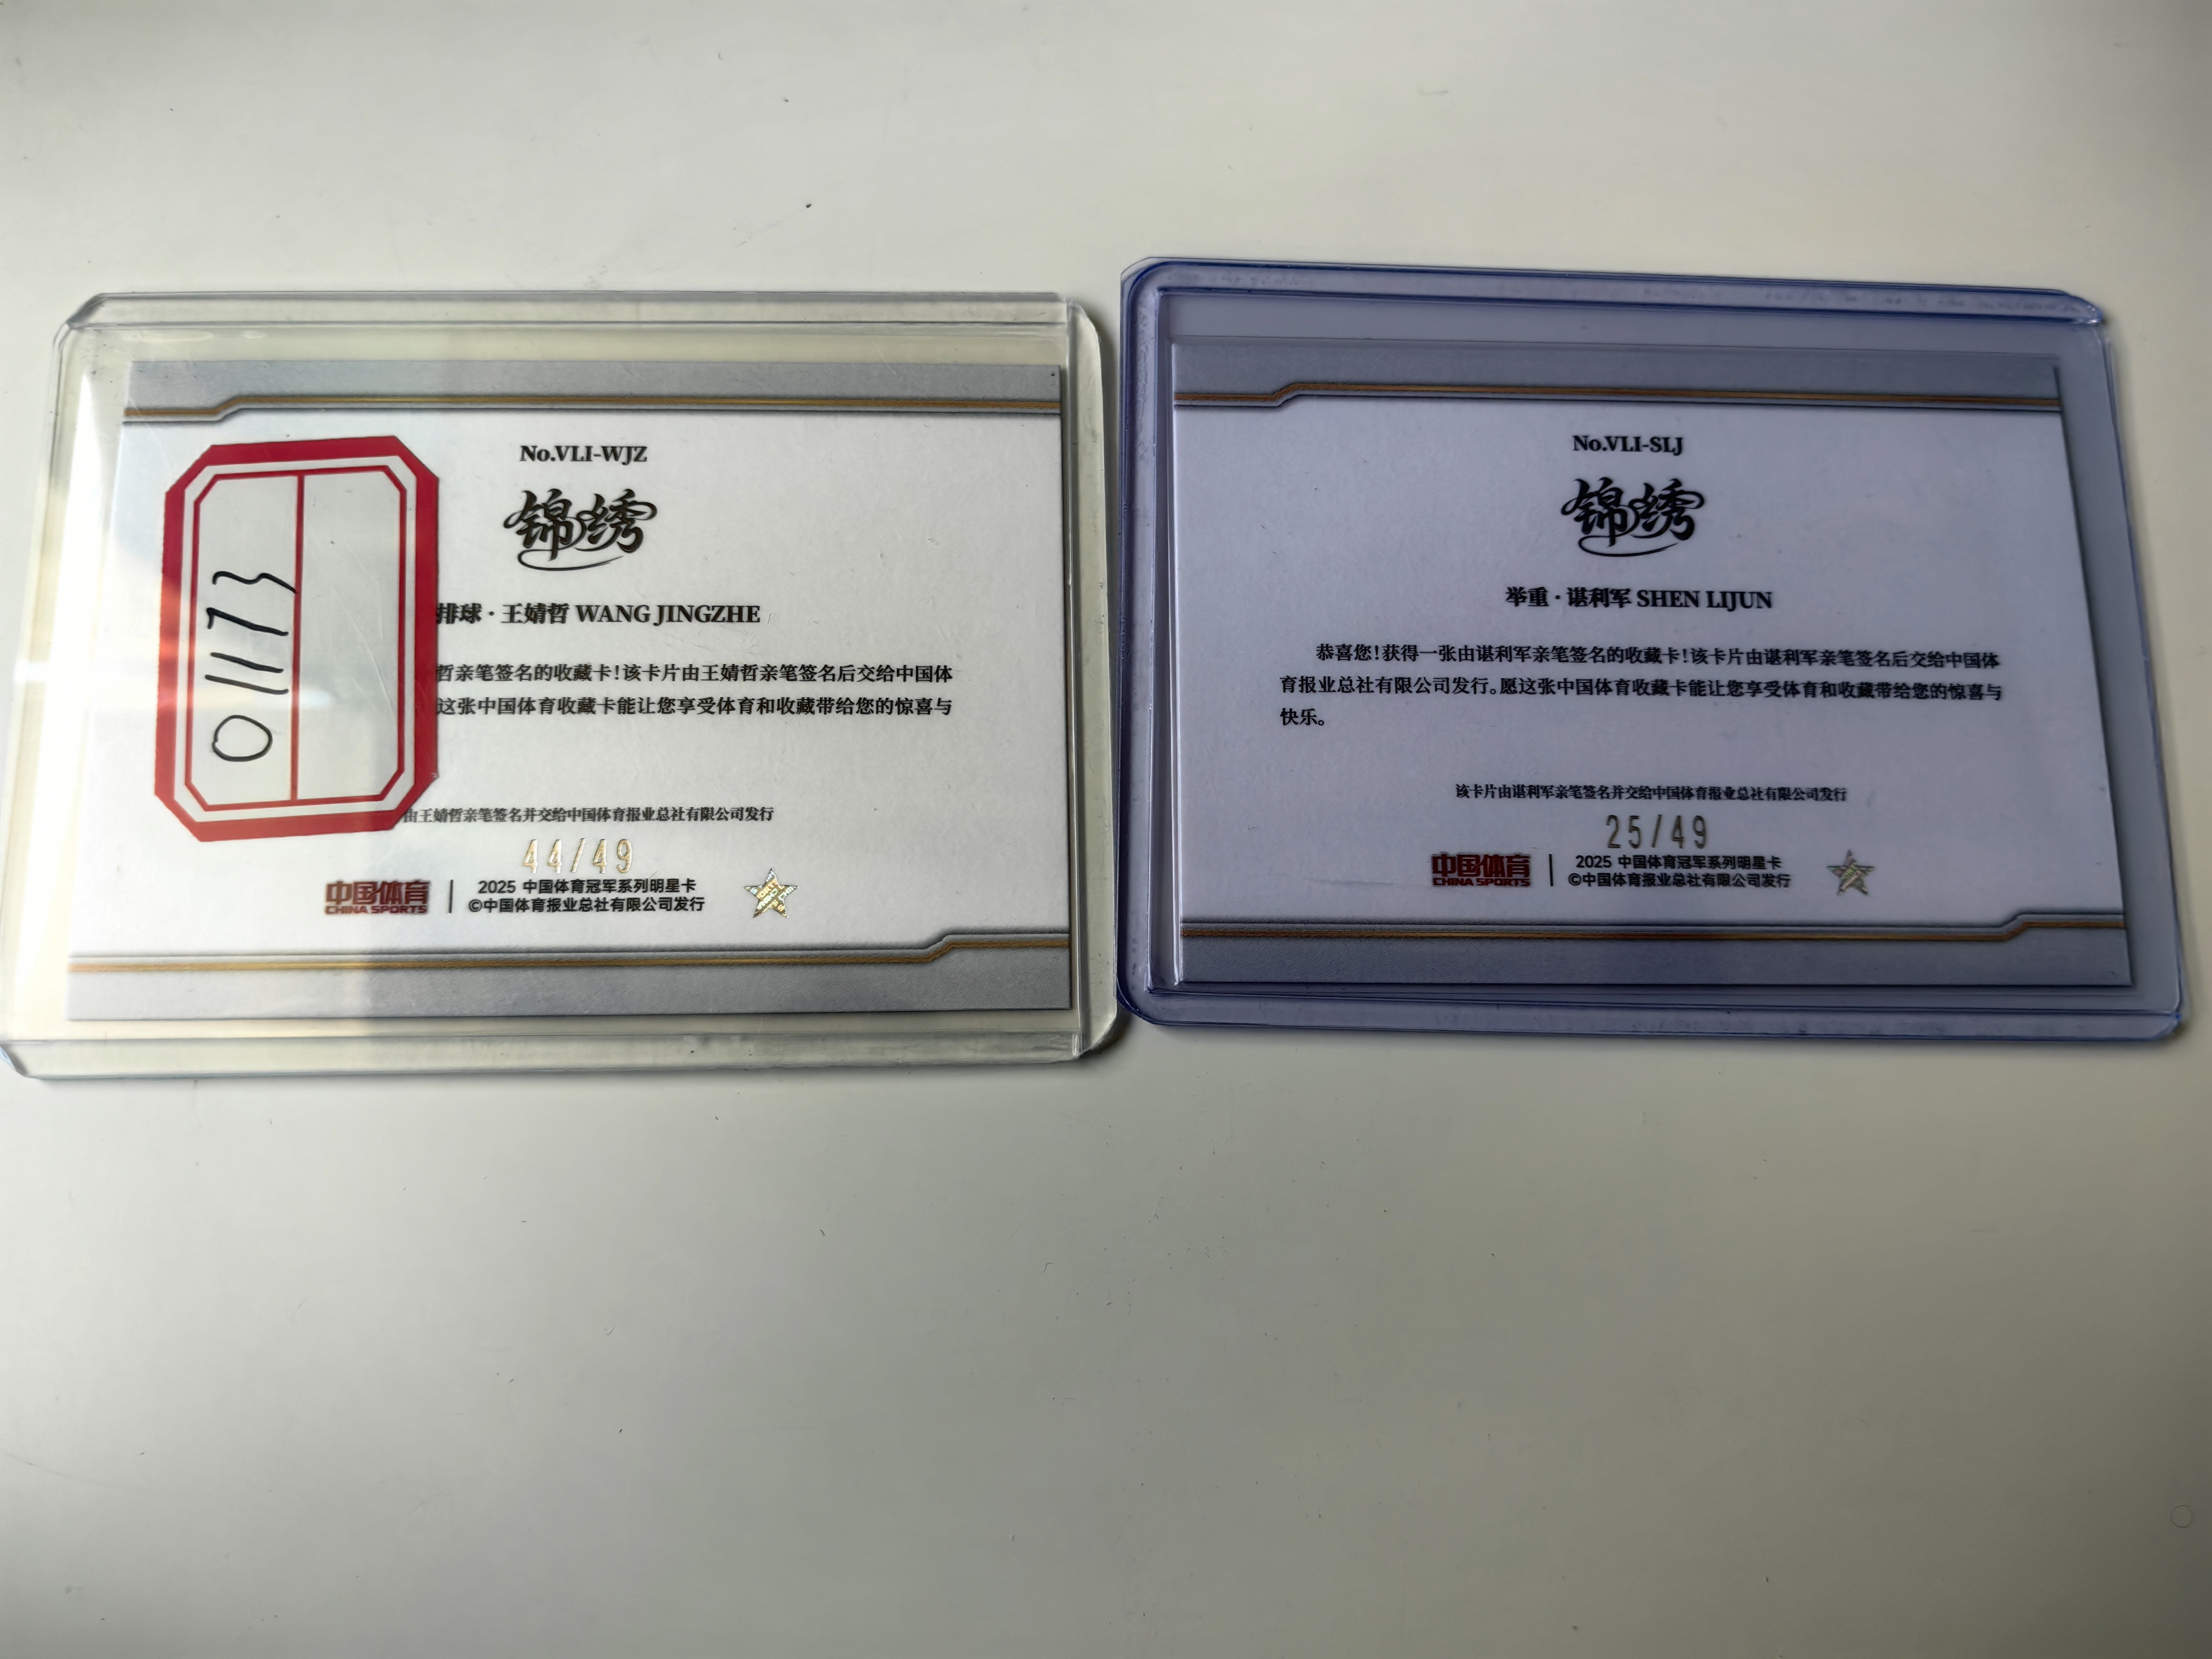 No.VLI-WJZ
锦绣
排球·王婧哲 WANG JINGZHE
哲亲笔签名的收藏卡!该卡片由王婧哲亲笔签名后交给中国体
这张中国体育收藏卡能让您享受体育和收藏带给您的惊喜与
由王婧哲亲笔签名并交给中国体育报业总社有限公司发行
44/49
中国体育
CHINA SPORTS
2025 中国体育冠军系列明星卡
©中国体育报业总社有限公司发行
01173
No.VLI-SLJ
锦绣
举重·谌利军 SHEN LIJUN
恭喜您!获得一张由谌利军亲笔签名的收藏卡!该卡片由谌利军亲笔签名后交给中国体
育报业总社有限公司发行。愿这张中国体育收藏卡能让您享受体育和收藏带给您的惊喜与
快乐。
该卡片由谌利军亲笔签名并交给中国体育报业总社有限公司发行
25/49
中国体育
CHINA SPORTS
2025 中国体育冠军系列明星卡
©中国体育报业总社有限公司发行